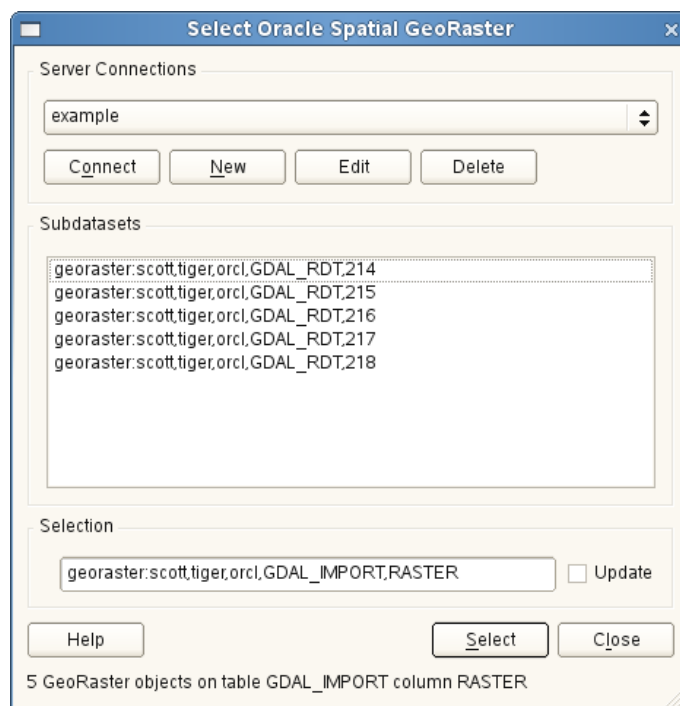 Select Oracle Spatial GeoRaster
Server Connections
example
Connect New Edit Delete
Subdatasets
georaster:scott,tiger,orcl,GDAL_RDT,214
georaster:scott,tiger,orcl,GDAL_RDT,215
georaster:scott,tiger,orcl,GDAL_RDT,216
georaster:scott,tiger,orcl,GDAL_RDT,217
georaster:scott,tiger,orcl,GDAL_RDT,218
Selection
georaster:scott,tiger,orcl,GDAL_IMPORT,RASTER Update
Help Select Close
5 GeoRaster objects on table GDAL_IMPORT column RASTER